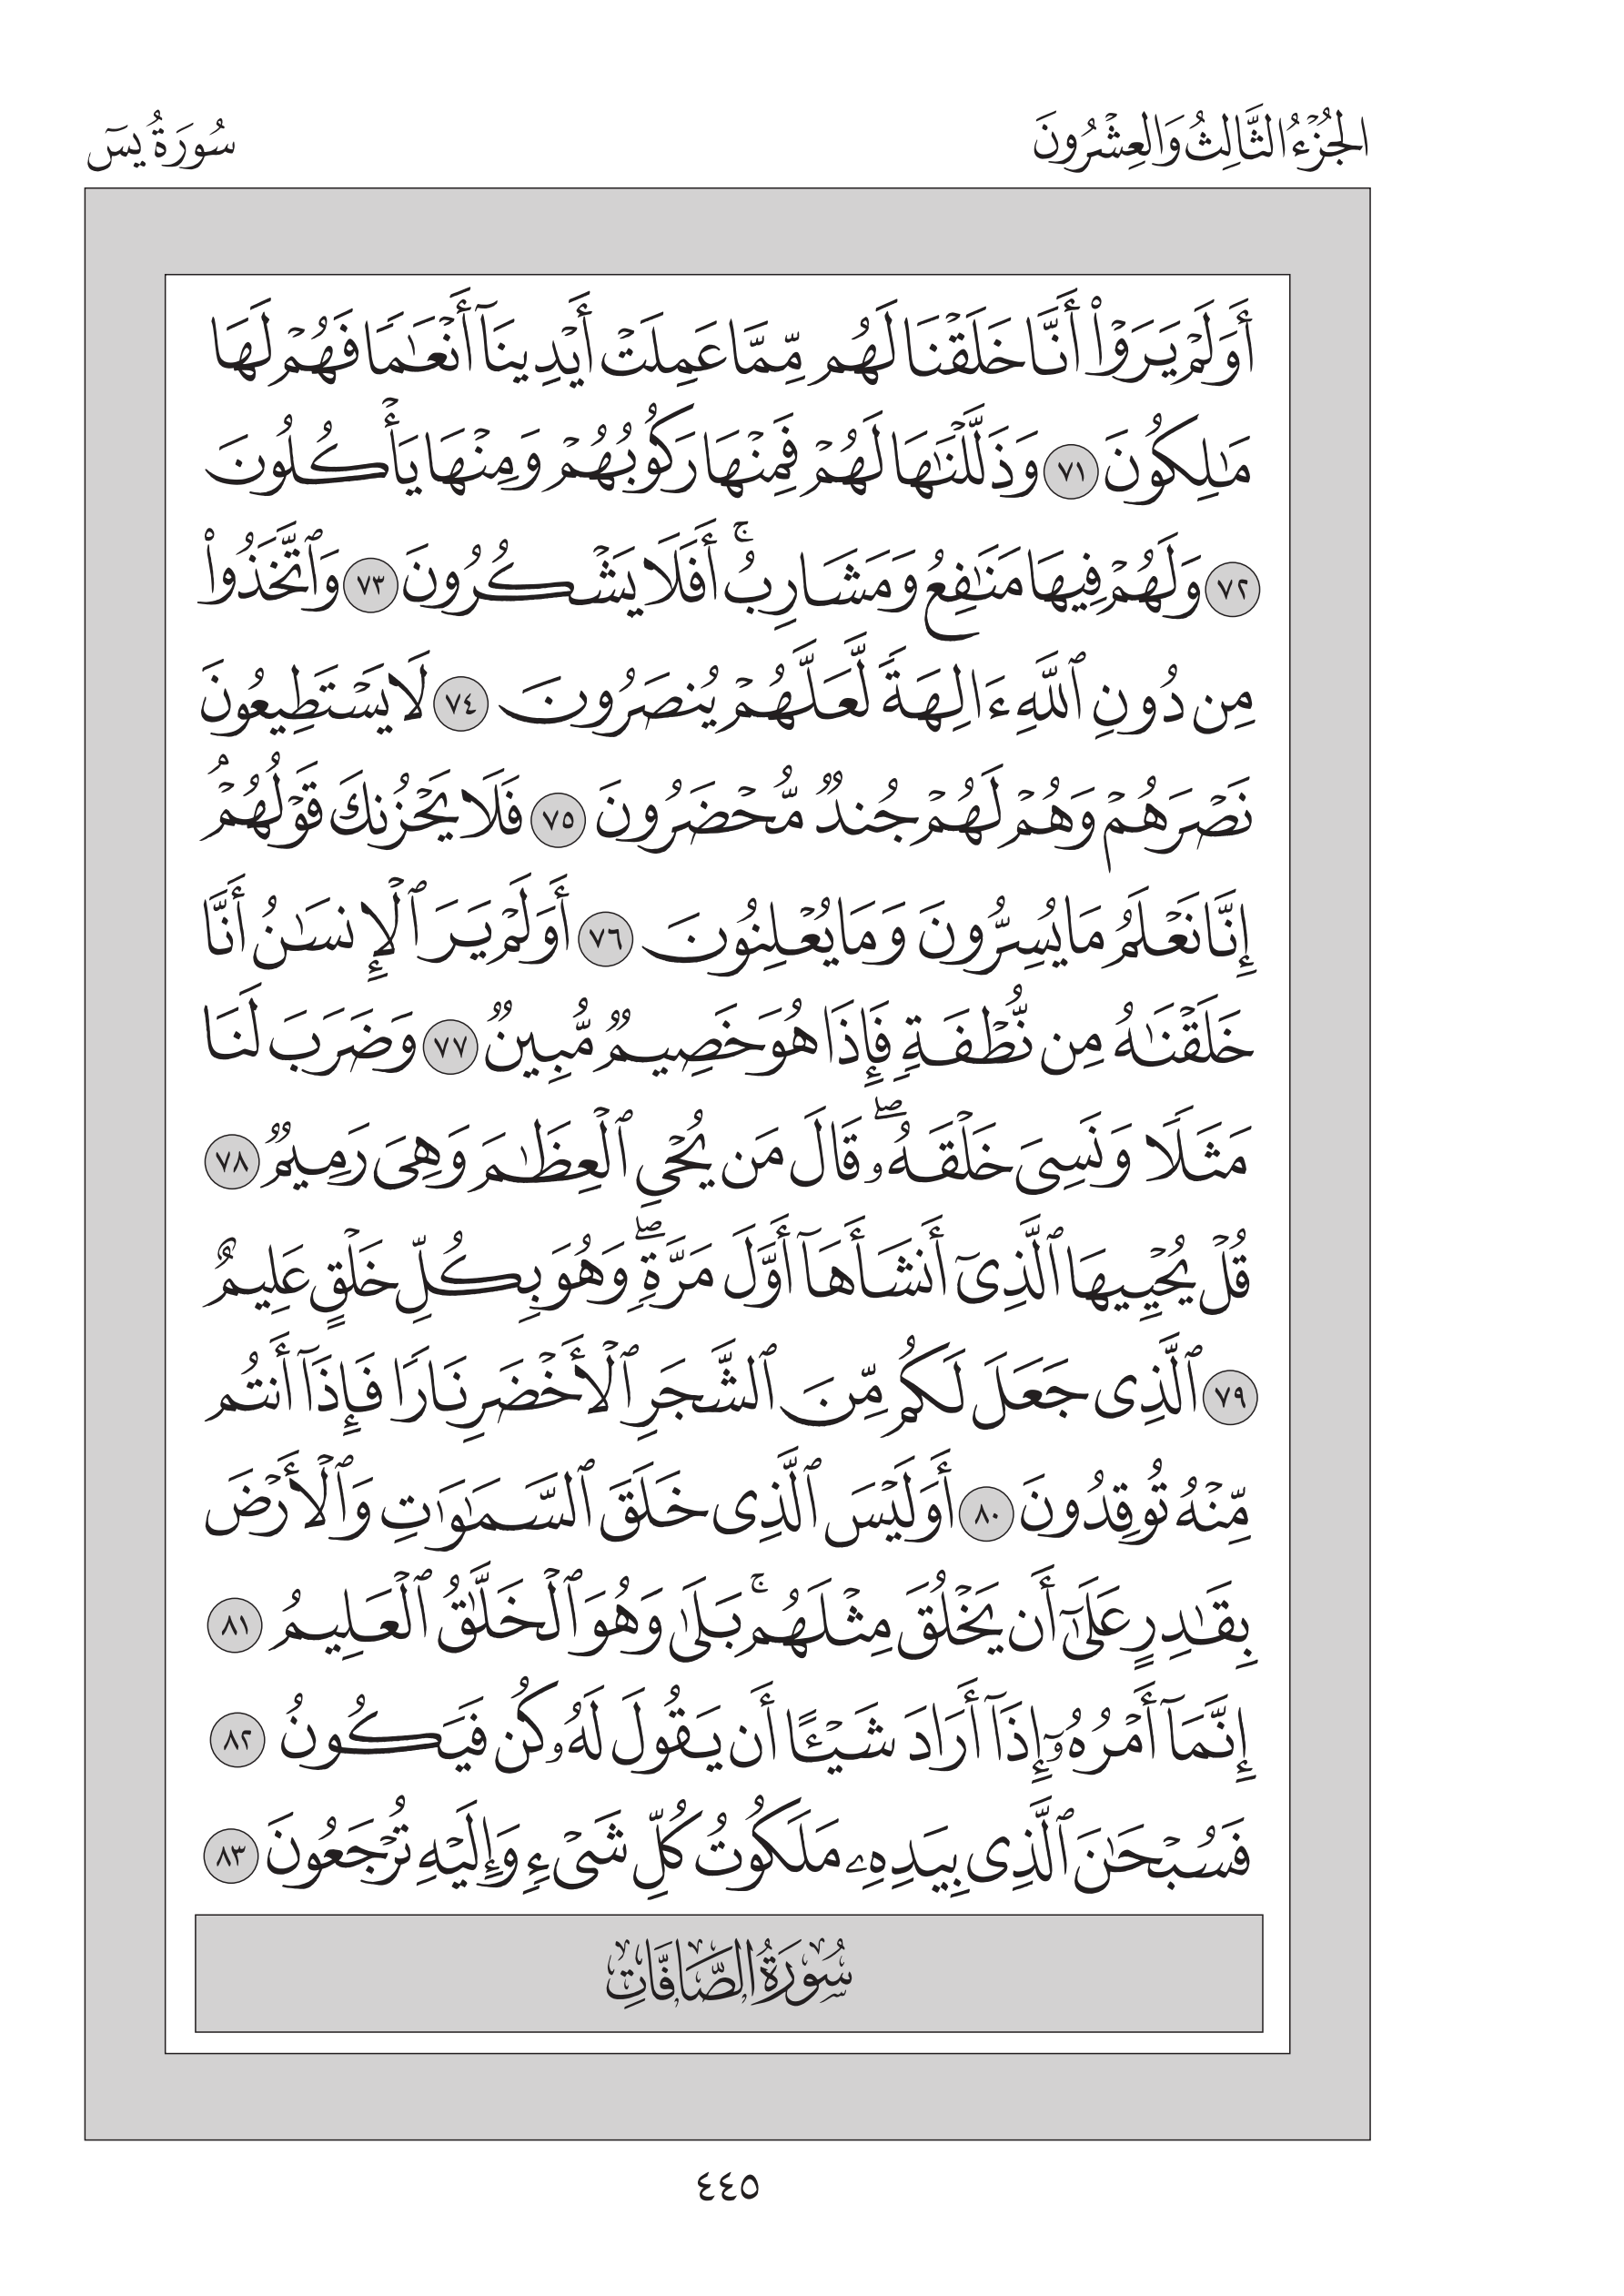 الجُزْءُ الثَّالِثُ وَالعِشْرُونَ
سُورَةُ يسٓ
أَوَلَمْ يَرَوْا۟ أَنَّا خَلَقْنَا لَهُم مِّمَّا عَمِلَتْ أَيْدِينَآ أَنْعَٰمًا فَهُمْ لَهَا
مَٰلِكُونَ ٧١ وَذَلَّلْنَٰهَا لَهُمْ فَمِنْهَا رَكُوبُهُمْ وَمِنْهَا يَأْكُلُونَ
٧٢ وَلَهُمْ فِيهَا مَنَٰفِعُ وَمَشَارِبُ ۚ أَفَلَا يَشْكُرُونَ ٧٣ وَٱتَّخَذُوا۟
مِن دُونِ ٱللَّهِ ءَالِهَةً لَّعَلَّهُمْ يُنصَرُونَ ٧٤ لَا يَسْتَطِيعُونَ
نَصْرَهُمْ وَهُمْ لَهُمْ جُندٌ مُّحْضَرُونَ ٧٥ فَلَا يَحْزُنكَ قَوْلُهُمْ ۘ
إِنَّا نَعْلَمُ مَا يُسِرُّونَ وَمَا يُعْلِنُونَ ٧٦ أَوَلَمْ يَرَ ٱلْإِنسَٰنُ أَنَّا
خَلَقْنَٰهُ مِن نُّطْفَةٍ فَإِذَا هُوَ خَصِيمٌ مُّبِينٌ ٧٧ وَضَرَبَ لَنَا
مَثَلًا وَنَسِىَ خَلْقَهُۥ ۖ قَالَ مَن يُحْىِ ٱلْعِظَٰمَ وَهِىَ رَمِيمٌ ٧٨
قُلْ يُحْيِيهَا ٱلَّذِىٓ أَنشَأَهَآ أَوَّلَ مَرَّةٍ ۖ وَهُوَ بِكُلِّ خَلْقٍ عَلِيمٌ
٧٩ ٱلَّذِى جَعَلَ لَكُم مِّنَ ٱلشَّجَرِ ٱلْأَخْضَرِ نَارًا فَإِذَآ أَنتُم
مِّنْهُ تُوقِدُونَ ٨٠ أَوَلَيْسَ ٱلَّذِى خَلَقَ ٱلسَّمَٰوَٰتِ وَٱلْأَرْضَ
بِقَٰدِرٍ عَلَىٰٓ أَن يَخْلُقَ مِثْلَهُم ۚ بَلَىٰ وَهُوَ ٱلْخَلَّٰقُ ٱلْعَلِيمُ ٨١
إِنَّمَآ أَمْرُهُۥٓ إِذَآ أَرَادَ شَيْـًٔا أَن يَقُولَ لَهُۥ كُن فَيَكُونُ ٨٢
فَسُبْحَٰنَ ٱلَّذِى بِيَدِهِۦ مَلَكُوتُ كُلِّ شَىْءٍ وَإِلَيْهِ تُرْجَعُونَ ٨٣
سُورَةُ الصَّافَّاتِ
٤٤٥